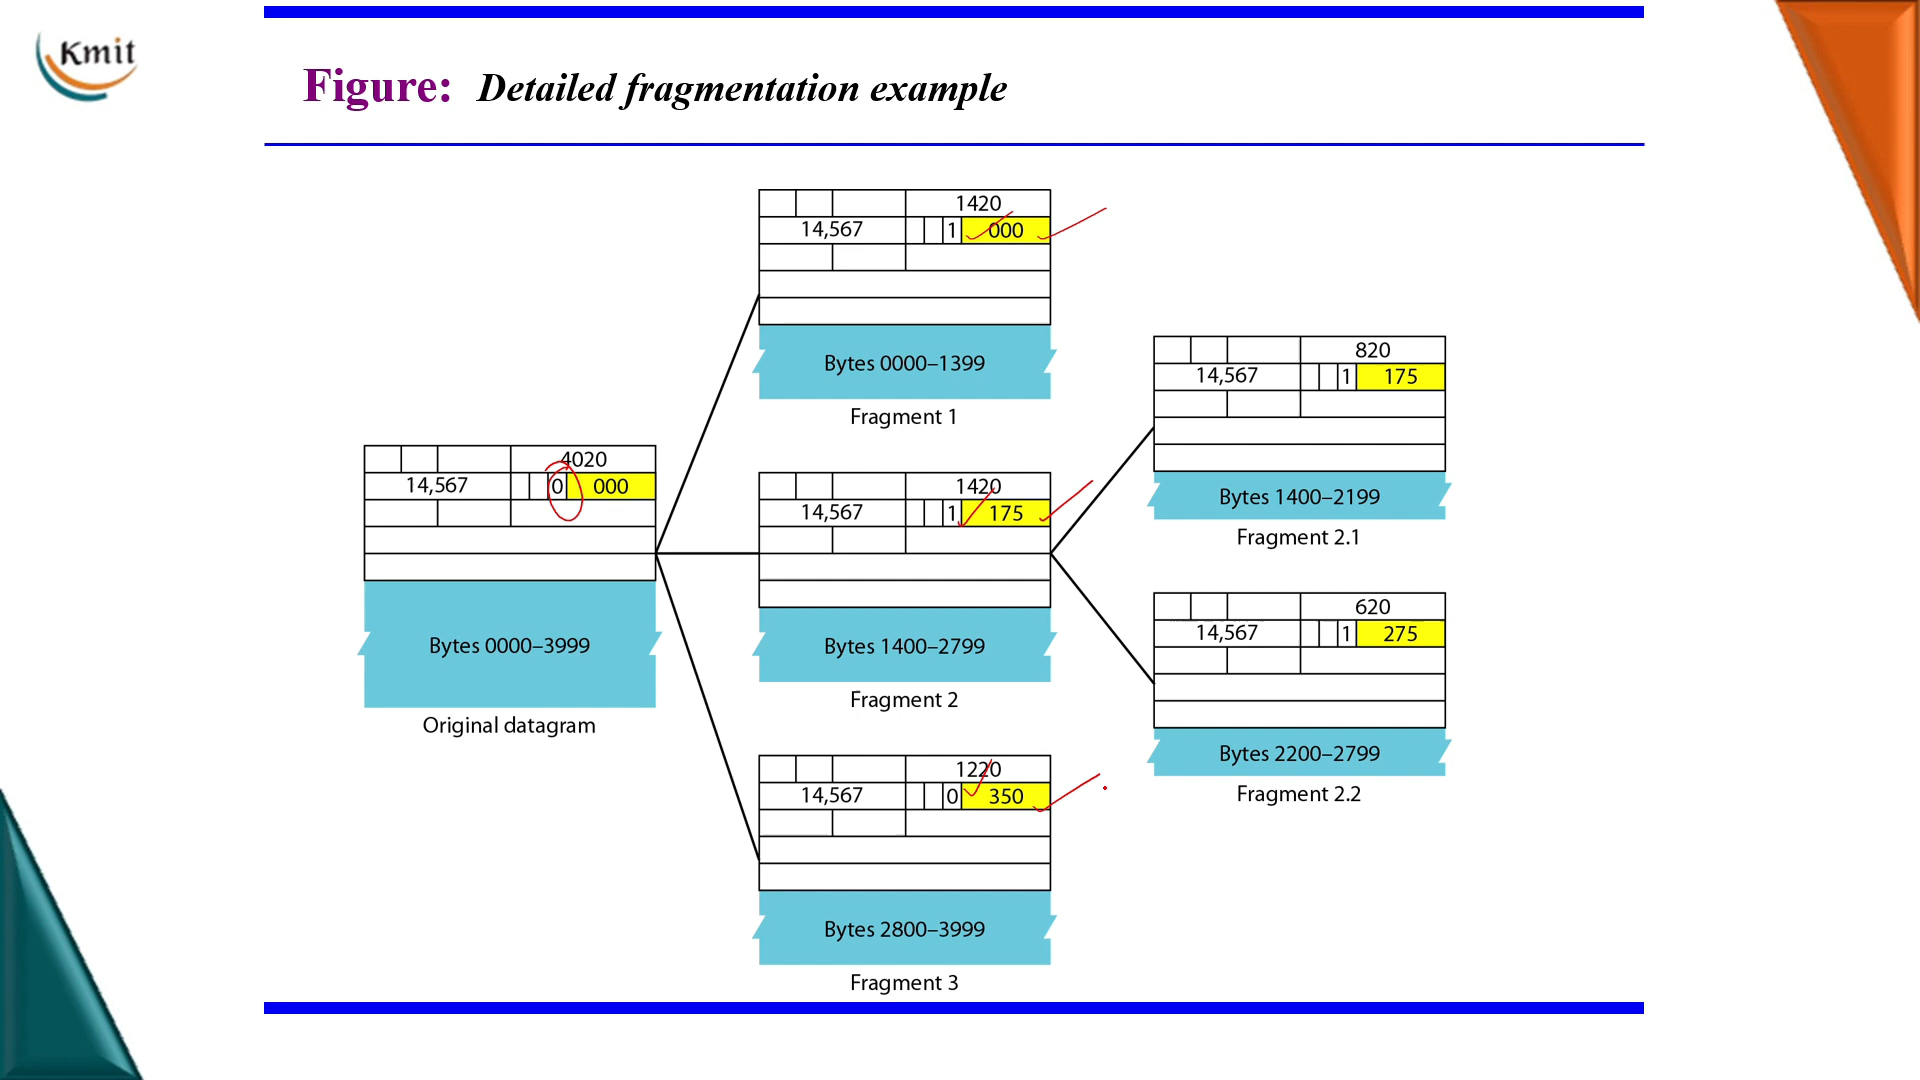 Kmit
Figure: Detailed fragmentation example
4020
14,567 0 000
Bytes 0000–3999
Original datagram
1420
14,567 1 000
Bytes 0000–1399
Fragment 1
1420
14,567 1 175
Bytes 1400–2799
Fragment 2
1220
14,567 0 350
Bytes 2800–3999
Fragment 3
820
14,567 1 175
Bytes 1400–2199
Fragment 2.1
620
14,567 1 275
Bytes 2200–2799
Fragment 2.2